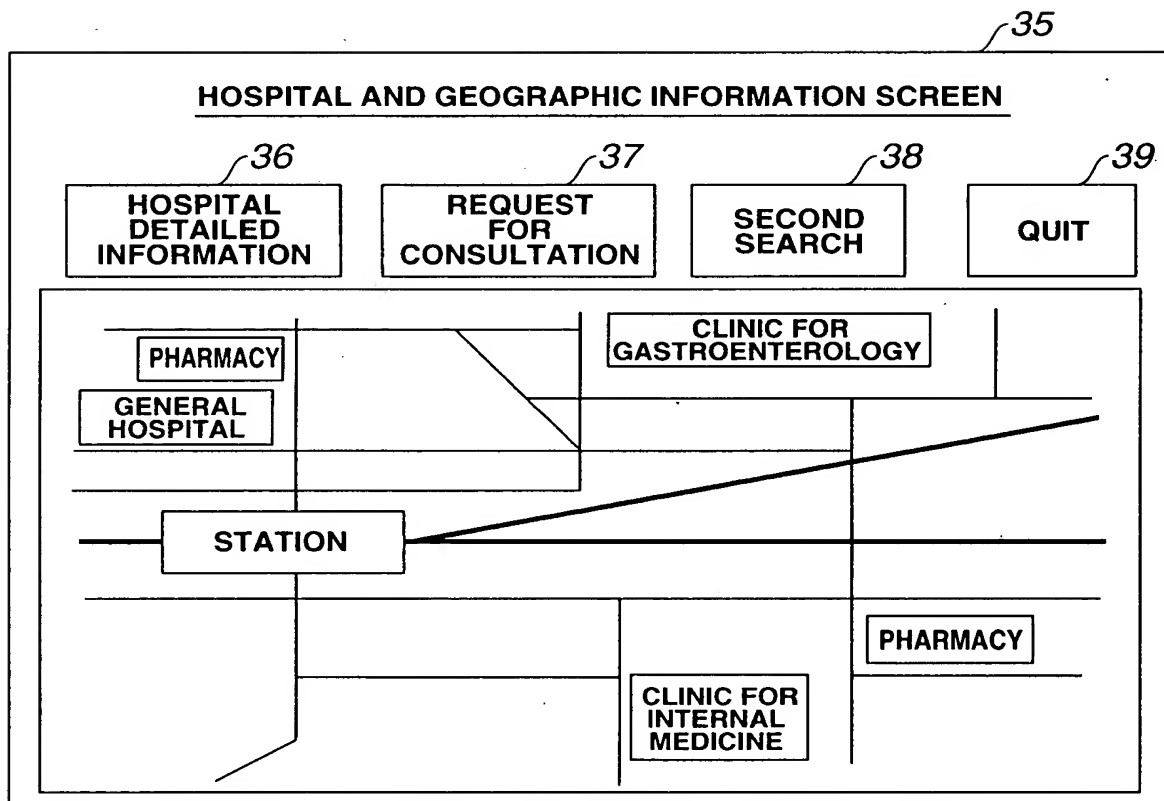 35
HOSPITAL AND GEOGRAPHIC INFORMATION SCREEN
36
37
38
39
HOSPITAL
DETAILED
INFORMATION
REQUEST
FOR
CONSULTATION
SECOND
SEARCH
QUIT
CLINIC FOR
GASTROENTEROLOGY
PHARMACY
GENERAL
HOSPITAL
STATION
PHARMACY
CLINIC FOR
INTERNAL
MEDICINE